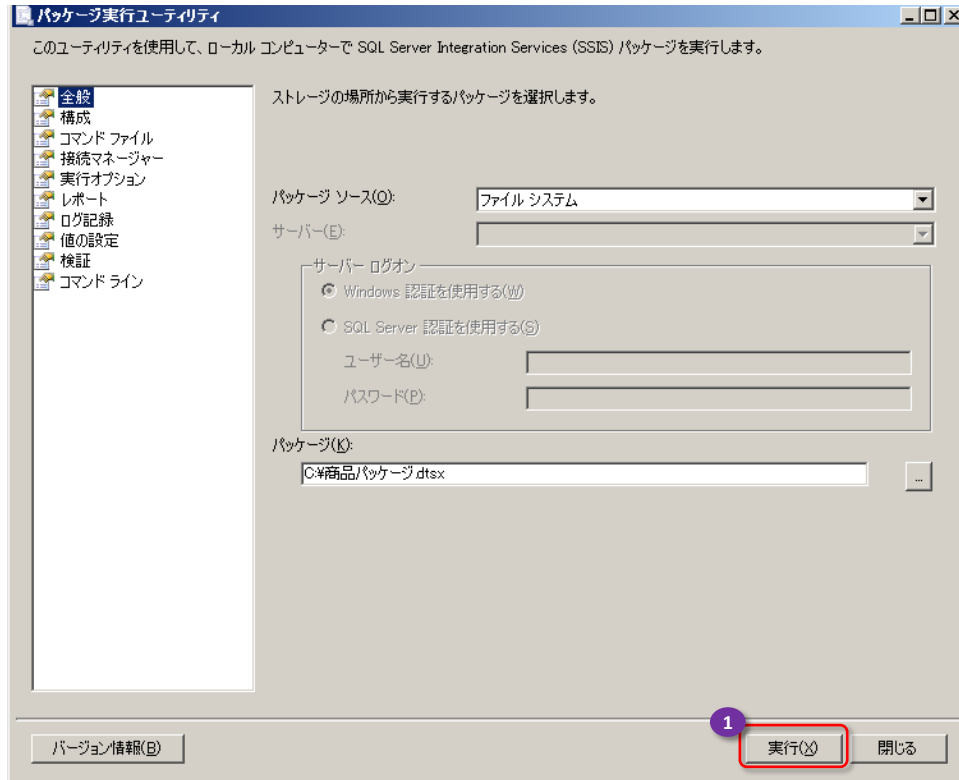 パッケージ実行ユーティリティ
このユーティリティを使用して、ローカル コンピューターで SQL Server Integration Services (SSIS) パッケージを実行します。
全般
構成
コマンド ファイル
接続マネージャー
実行オプション
レポート
ログ記録
値の設定
検証
コマンド ライン
ストレージの場所から実行するパッケージを選択します。
パッケージ ソース(O):
ファイル システム
サーバー(E):
サーバー ログオン
Windows 認証を使用する(W)
SQL Server 認証を使用する(S)
ユーザー名(U):
パスワード(P):
パッケージ(K):
C:¥商品パッケージ.dtsx
...
バージョン情報(B)
1
実行(X)
閉じる